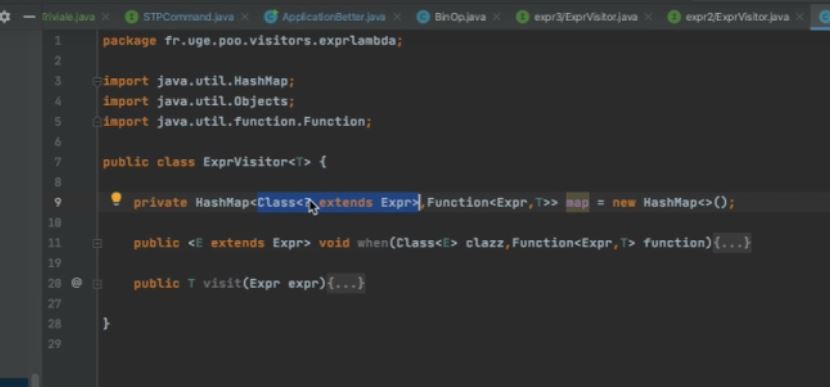 Triviale.java STPCommand.java ApplicationBetter.java BinOp.java expr3/ExprVisitor.java expr2/ExprVisitor.java
1 package fr.uge.poo.visitors.exprlambda;
2
3 import java.util.HashMap;
4 import java.util.Objects;
5 import java.util.function.Function;
6
7 public class ExprVisitor<T> {
8
9 private HashMap<Class<? extends Expr>,Function<Expr,T>> map = new HashMap<>();
10
11 public <E extends Expr> void when(Class<E> clazz,Function<Expr,T> function){...}
19
20 @ public T visit(Expr expr){...}
27
28 }
29